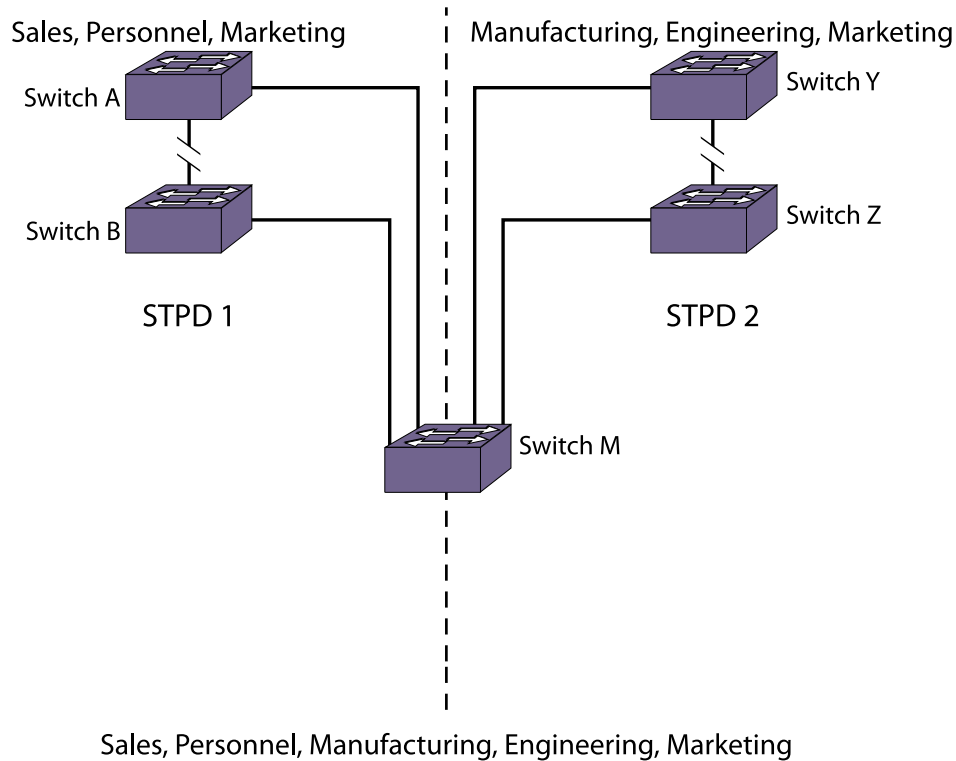 Sales, Personnel, Marketing
Manufacturing, Engineering, Marketing
Switch A
Switch Y
Switch B
Switch Z
STPD 1
STPD 2
Switch M
Sales, Personnel, Manufacturing, Engineering, Marketing